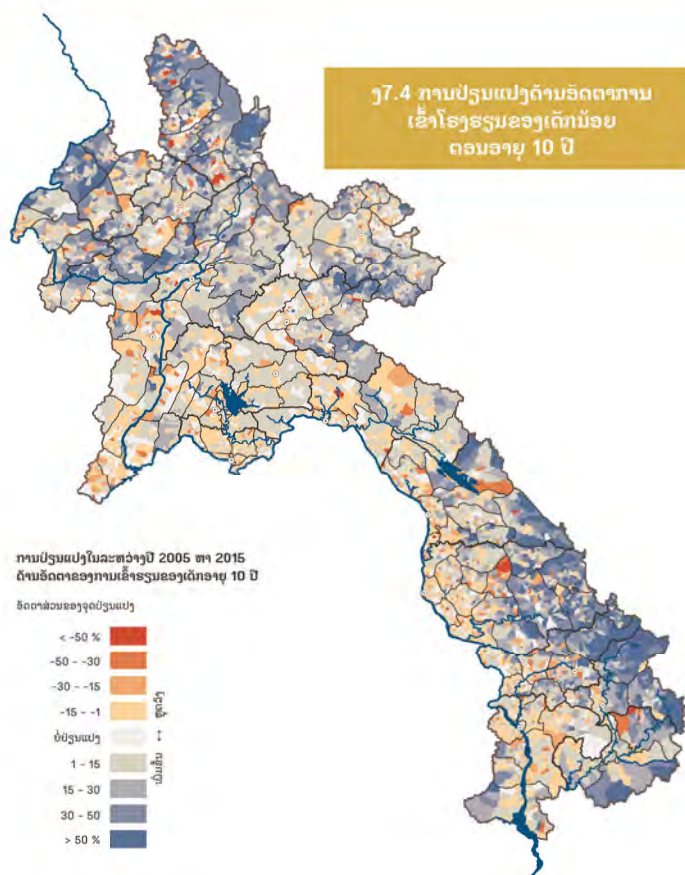 ງ7.4 ການປ່ຽນແປງດ້ານອັດຕາການ
ເຂົ້າໂຮງຮຽນຂອງເດັກນ້ອຍ
ຕອນອາຍຸ 10 ປີ
ການປ່ຽນແປງໃນລະຫວ່າງປີ 2005 ຫາ 2015
ດ້ານອັດຕາຂອງການເຂົ້າຮຽນຂອງເດັກອາຍຸ 10 ປີ
ອັດຕາສ່ວນຂອງຈຸດປ່ຽນແປງ
< -50 %
-50 - -30
-30 - -15
-15 - -1
ບໍ່ປ່ຽນແປງ
1 - 15
15 - 30
30 - 50
> 50 %
ຫຼຸດລົງ
↔
ເພີ່ມຂຶ້ນ